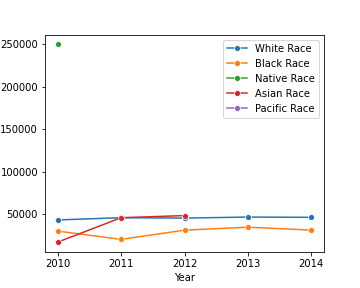 250000
200000
150000
100000
50000
2010 2011 2012 2013 2014
Year
White Race
Black Race
Native Race
Asian Race
Pacific Race